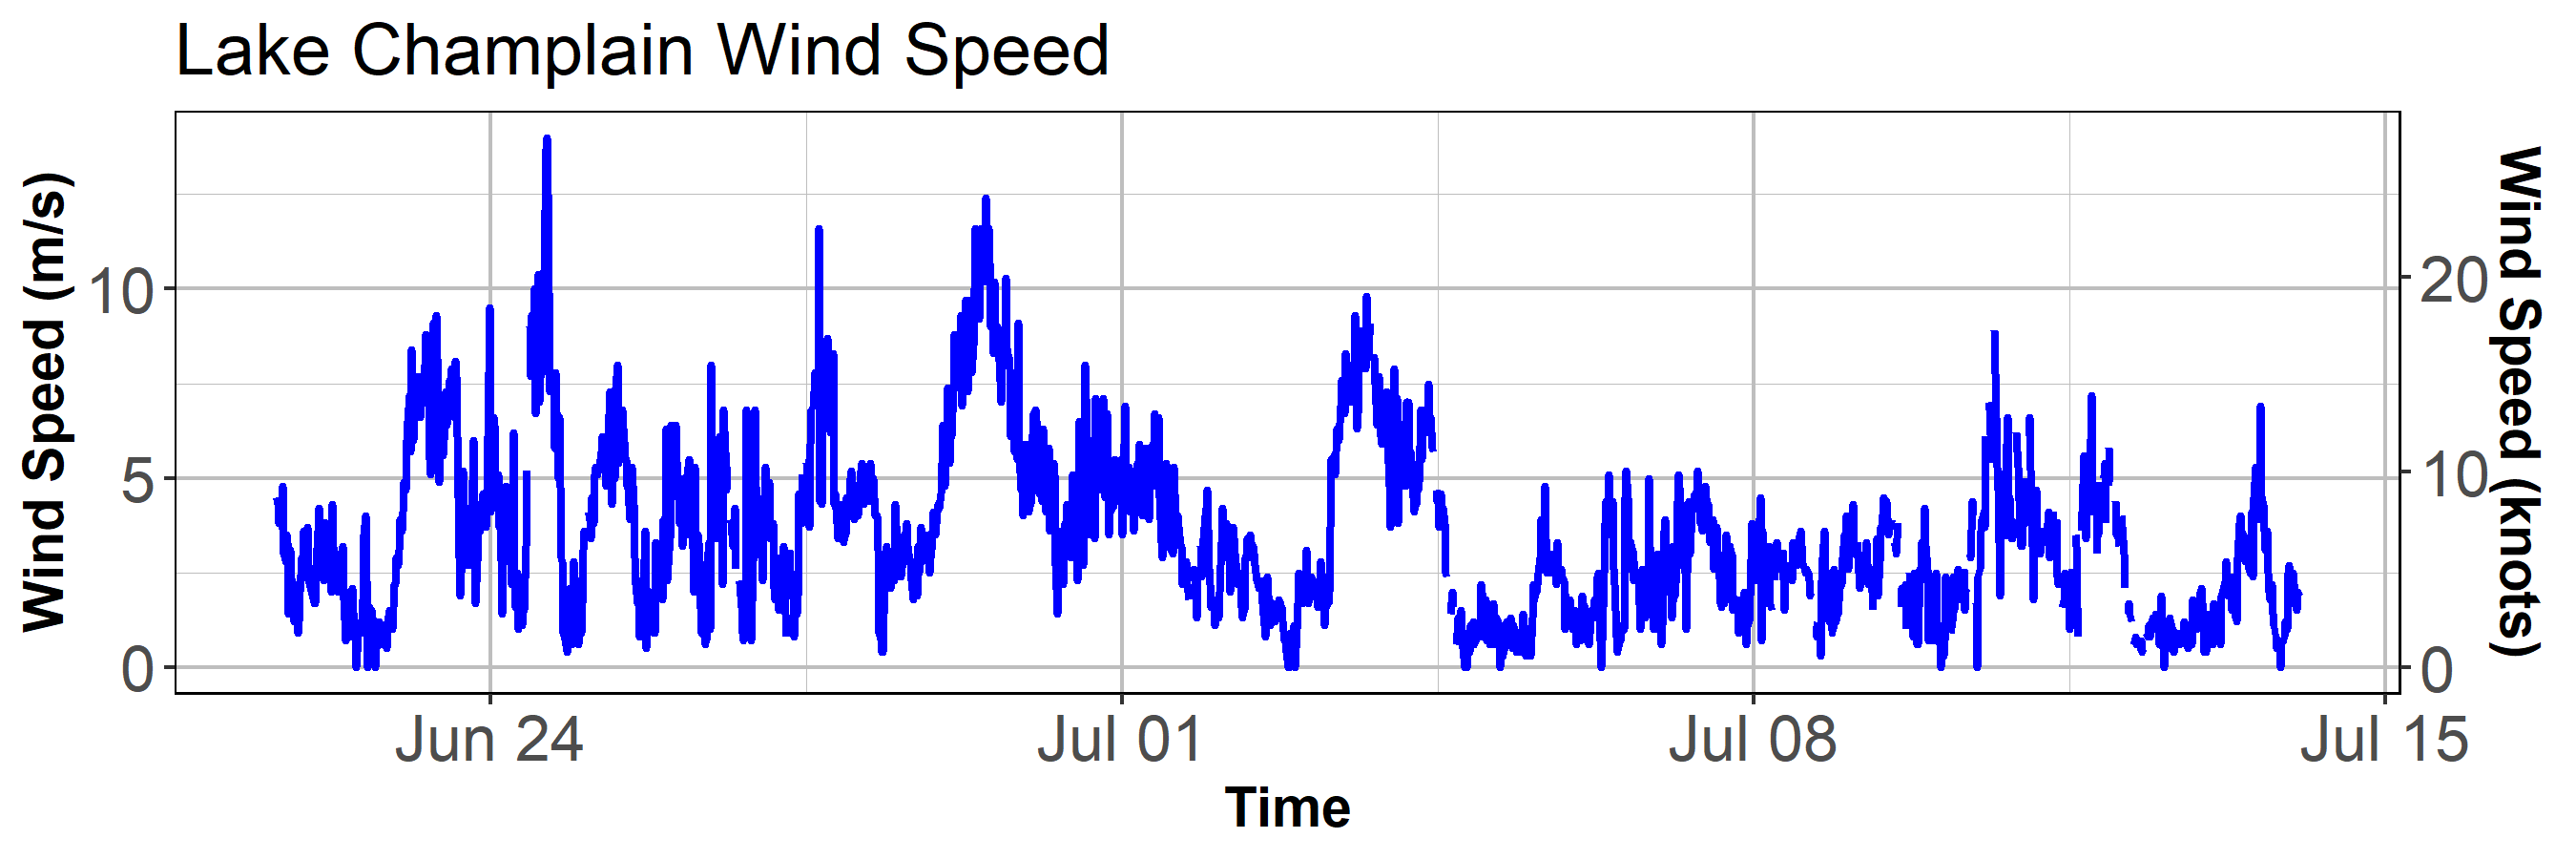 Lake Champlain Wind Speed
Wind Speed (m/s)
10
5
0
20
10
0
Wind Speed (knots)
Jun 24
Jul 01
Jul 08
Jul 15
Time